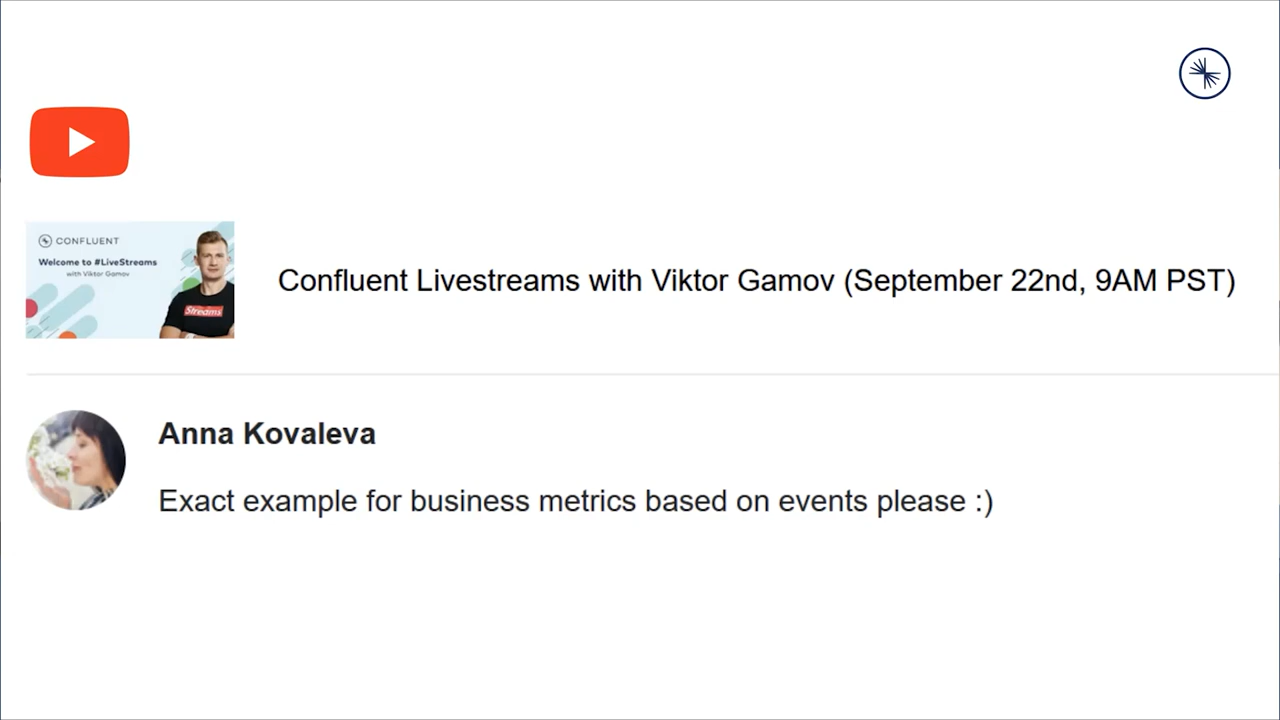 CONFLUENT
Welcome to #LiveStreams
with Viktor Gamov
Streams
Confluent Livestreams with Viktor Gamov (September 22nd, 9AM PST)
Anna Kovaleva
Exact example for business metrics based on events please :)